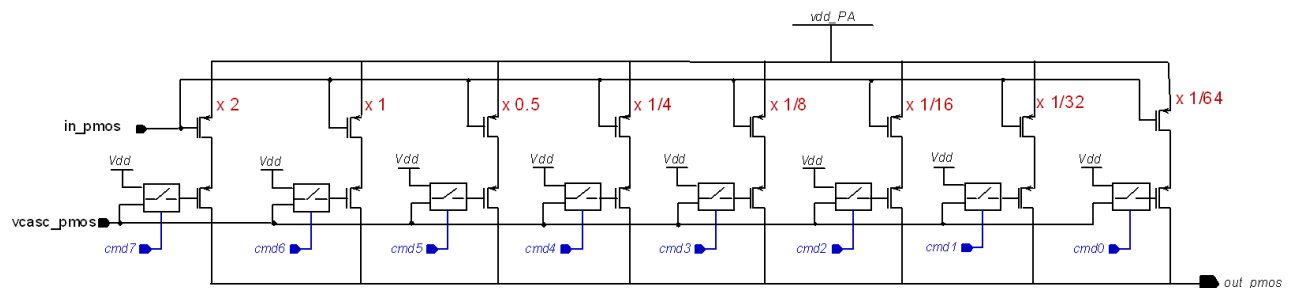 vdd_PA
x 2
x 1
x 0.5
x 1/4
x 1/8
x 1/16
x 1/32
x 1/64
in_pmos
Vdd
Vdd
Vdd
Vdd
Vdd
Vdd
Vdd
Vdd
vcasc_pmos
cmd7
cmd6
cmd5
cmd4
cmd3
cmd2
cmd1
cmd0
out_pmos